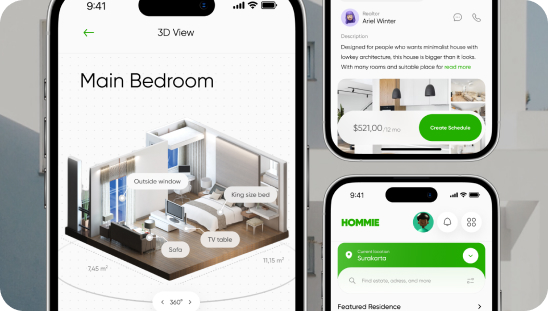 9:41
3D View
Main Bedroom
Outside window
King size bed
TV table
Sofa
7,45 m²
11,15 m²
360°
Realtor
Ariel Winter
Description
Designed for people who wants minimalist house with
lowkey architecture, this house is bigger than it looks.
With many rooms and suitable place for read more
$521,00/12 mo
Create Schedule
9:41
HOMMIE
Current location
Surakarta
Find estate, adress, and more
Featured Residence